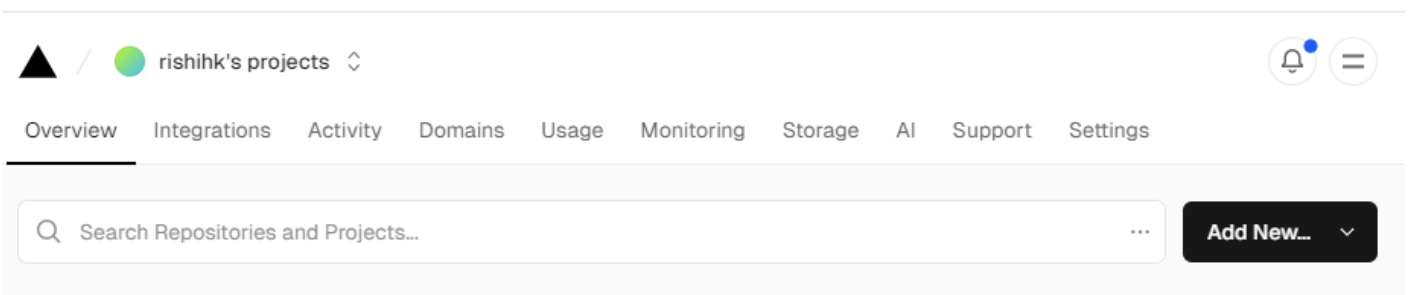 rishihk's projects
Overview Integrations Activity Domains Usage Monitoring Storage AI Support Settings
Search Repositories and Projects... Add New...